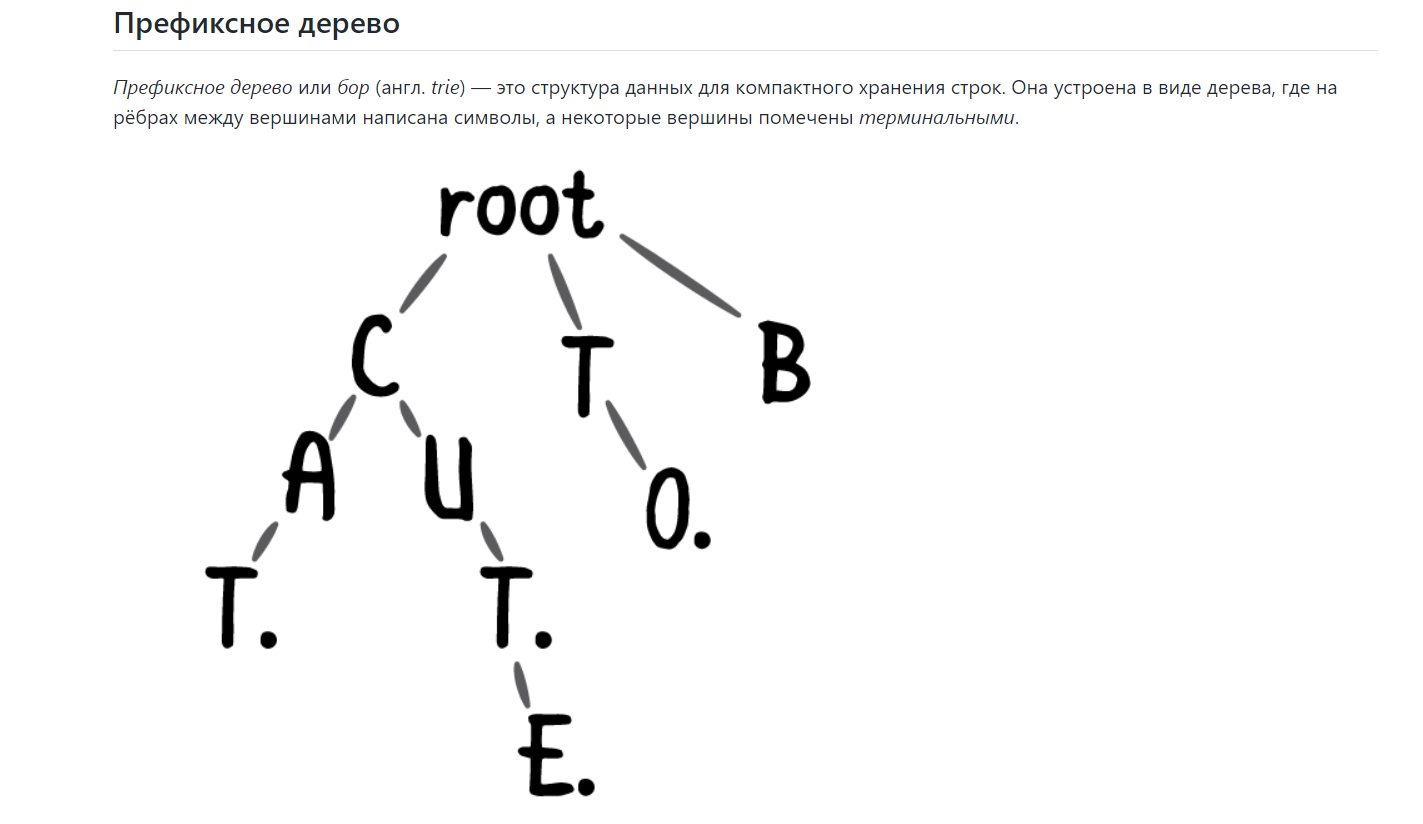 Префиксное дерево
Префиксное дерево или бор (англ. trie) — это структура данных для компактного хранения строк. Она устроена в виде дерева, где на
рёбрах между вершинами написана символы, а некоторые вершины помечены терминальными.
root
C T B
A U O.
T. T.
E.